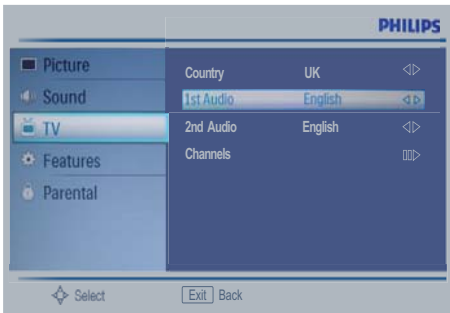 PHILIPS
Picture
Sound
TV
Features
Parental
Country UK
1st Audio English
2nd Audio English
Channels
Select
Exit Back